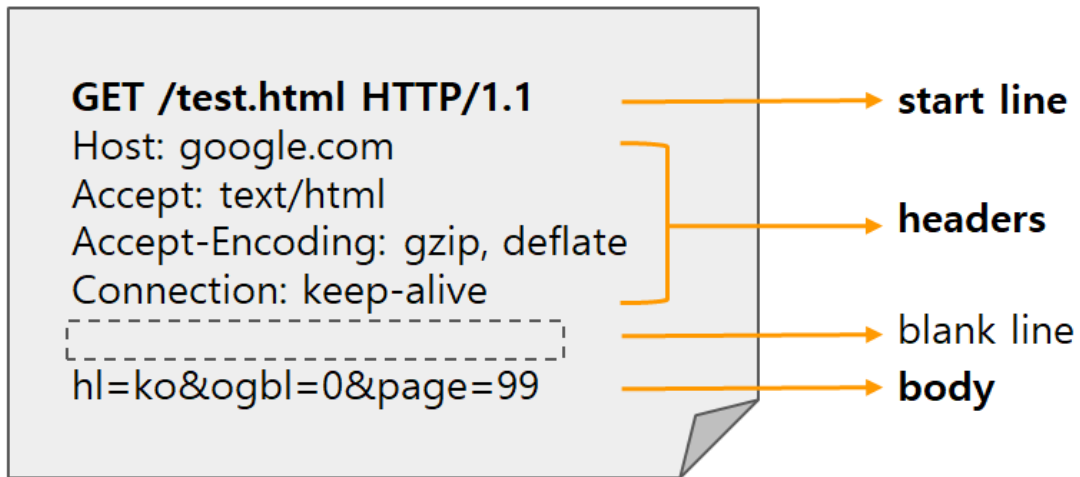 GET /test.html HTTP/1.1
start line
Host: google.com
Accept: text/html
Accept-Encoding: gzip, deflate
Connection: keep-alive
headers
blank line
hl=ko&ogbl=0&page=99
body